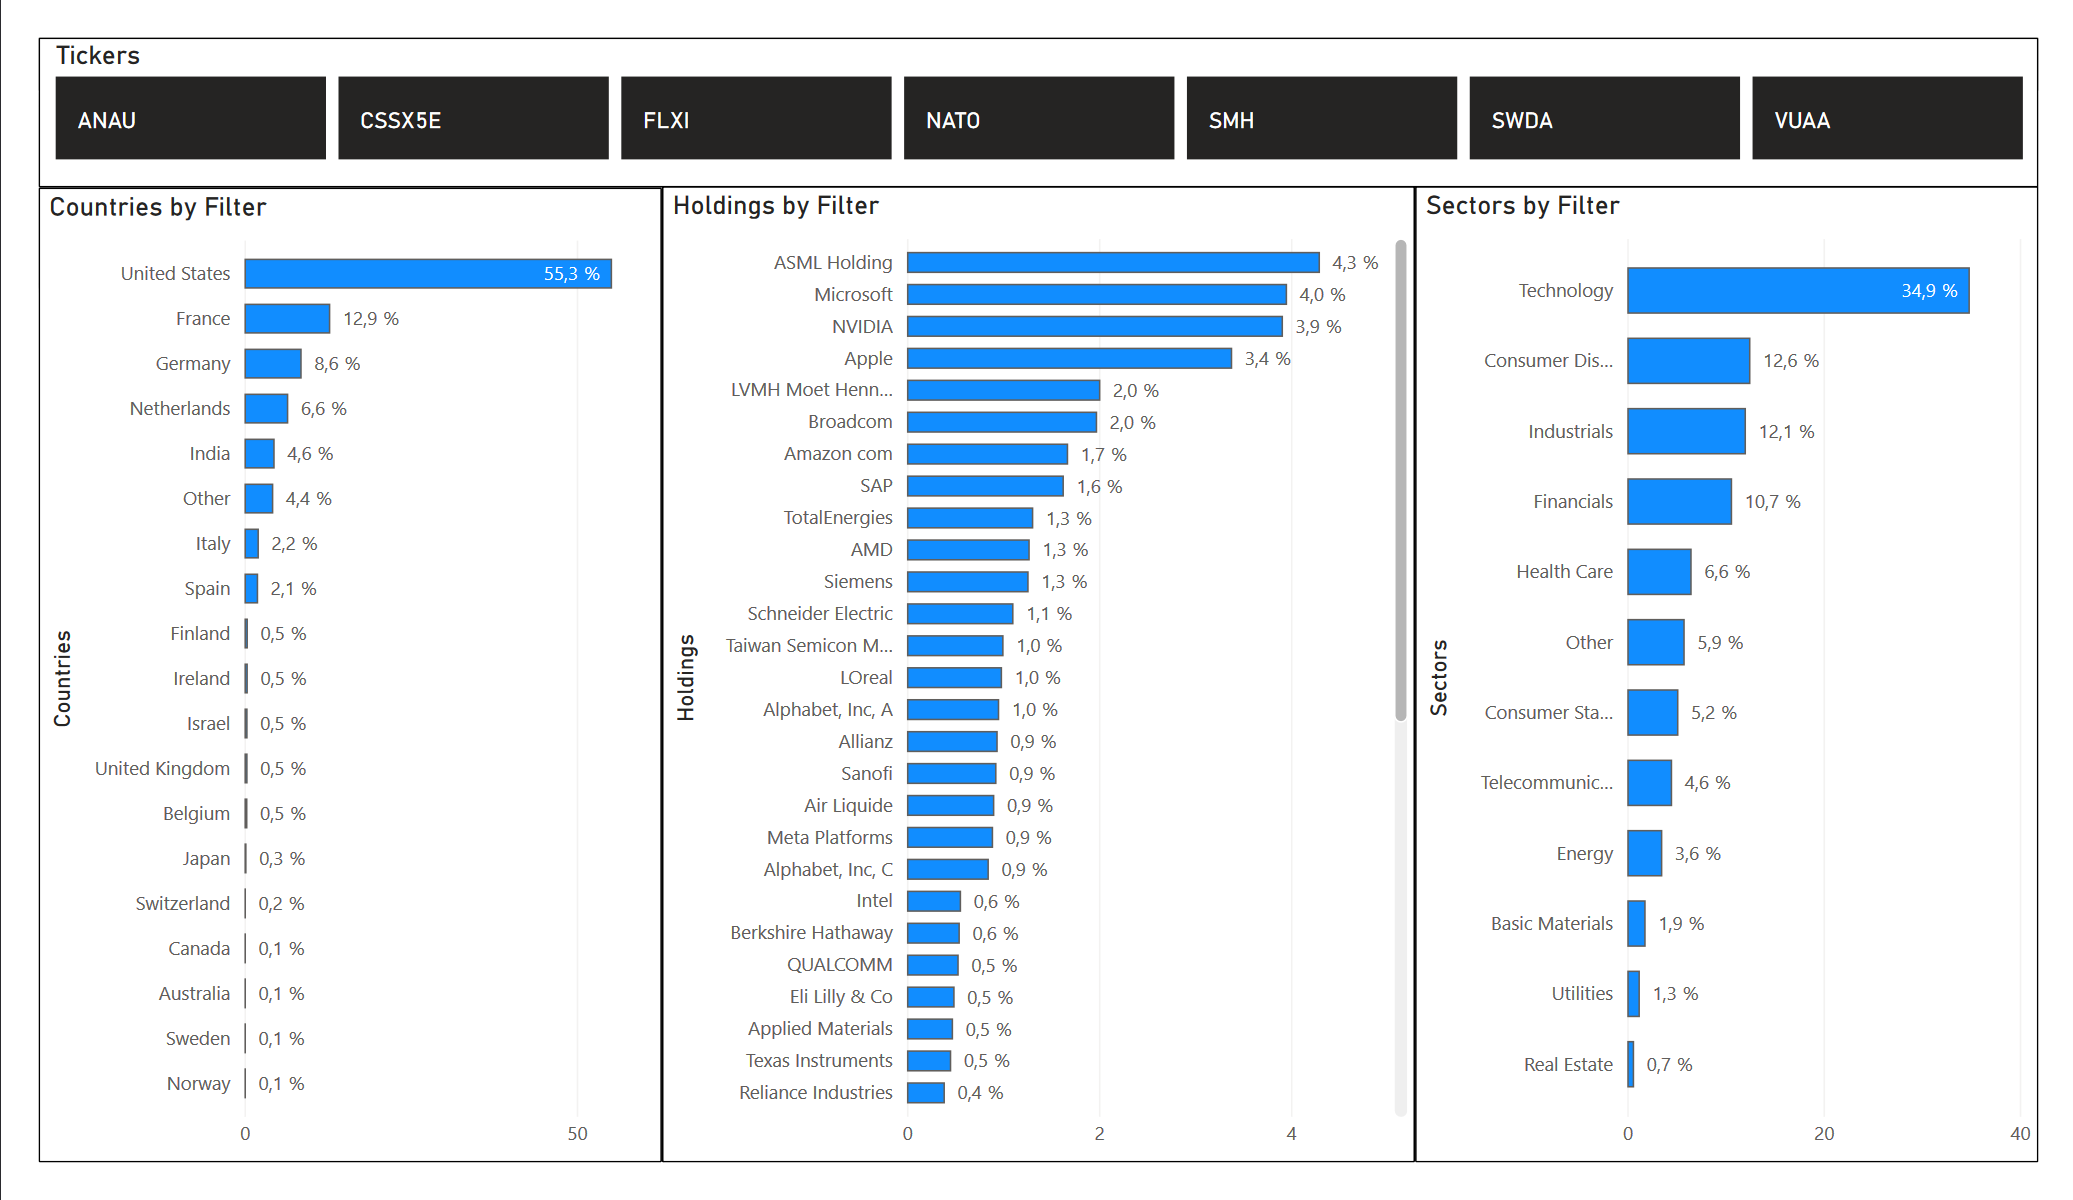 Tickers
ANAU
CSSX5E
FLXI
NATO
SMH
SWDA
VUAA
Countries by Filter
Countries
United States 55,3 %
France 12,9 %
Germany 8,6 %
Netherlands 6,6 %
India 4,6 %
Other 4,4 %
Italy 2,2 %
Spain 2,1 %
Finland 0,5 %
Ireland 0,5 %
Israel 0,5 %
United Kingdom 0,5 %
Belgium 0,5 %
Japan 0,3 %
Switzerland 0,2 %
Canada 0,1 %
Australia 0,1 %
Sweden 0,1 %
Norway 0,1 %
0 50
Holdings by Filter
Holdings
ASML Holding 4,3 %
Microsoft 4,0 %
NVIDIA 3,9 %
Apple 3,4 %
LVMH Moet Henn... 2,0 %
Broadcom 2,0 %
Amazon com 1,7 %
SAP 1,6 %
TotalEnergies 1,3 %
AMD 1,3 %
Siemens 1,3 %
Schneider Electric 1,1 %
Taiwan Semicon M... 1,0 %
LOreal 1,0 %
Alphabet, Inc, A 1,0 %
Allianz 0,9 %
Sanofi 0,9 %
Air Liquide 0,9 %
Meta Platforms 0,9 %
Alphabet, Inc, C 0,9 %
Intel 0,6 %
Berkshire Hathaway 0,6 %
QUALCOMM 0,5 %
Eli Lilly & Co 0,5 %
Applied Materials 0,5 %
Texas Instruments 0,5 %
Reliance Industries 0,4 %
0 2 4
Sectors by Filter
Sectors
Technology 34,9 %
Consumer Dis... 12,6 %
Industrials 12,1 %
Financials 10,7 %
Health Care 6,6 %
Other 5,9 %
Consumer Sta... 5,2 %
Telecommunic... 4,6 %
Energy 3,6 %
Basic Materials 1,9 %
Utilities 1,3 %
Real Estate 0,7 %
0 20 40